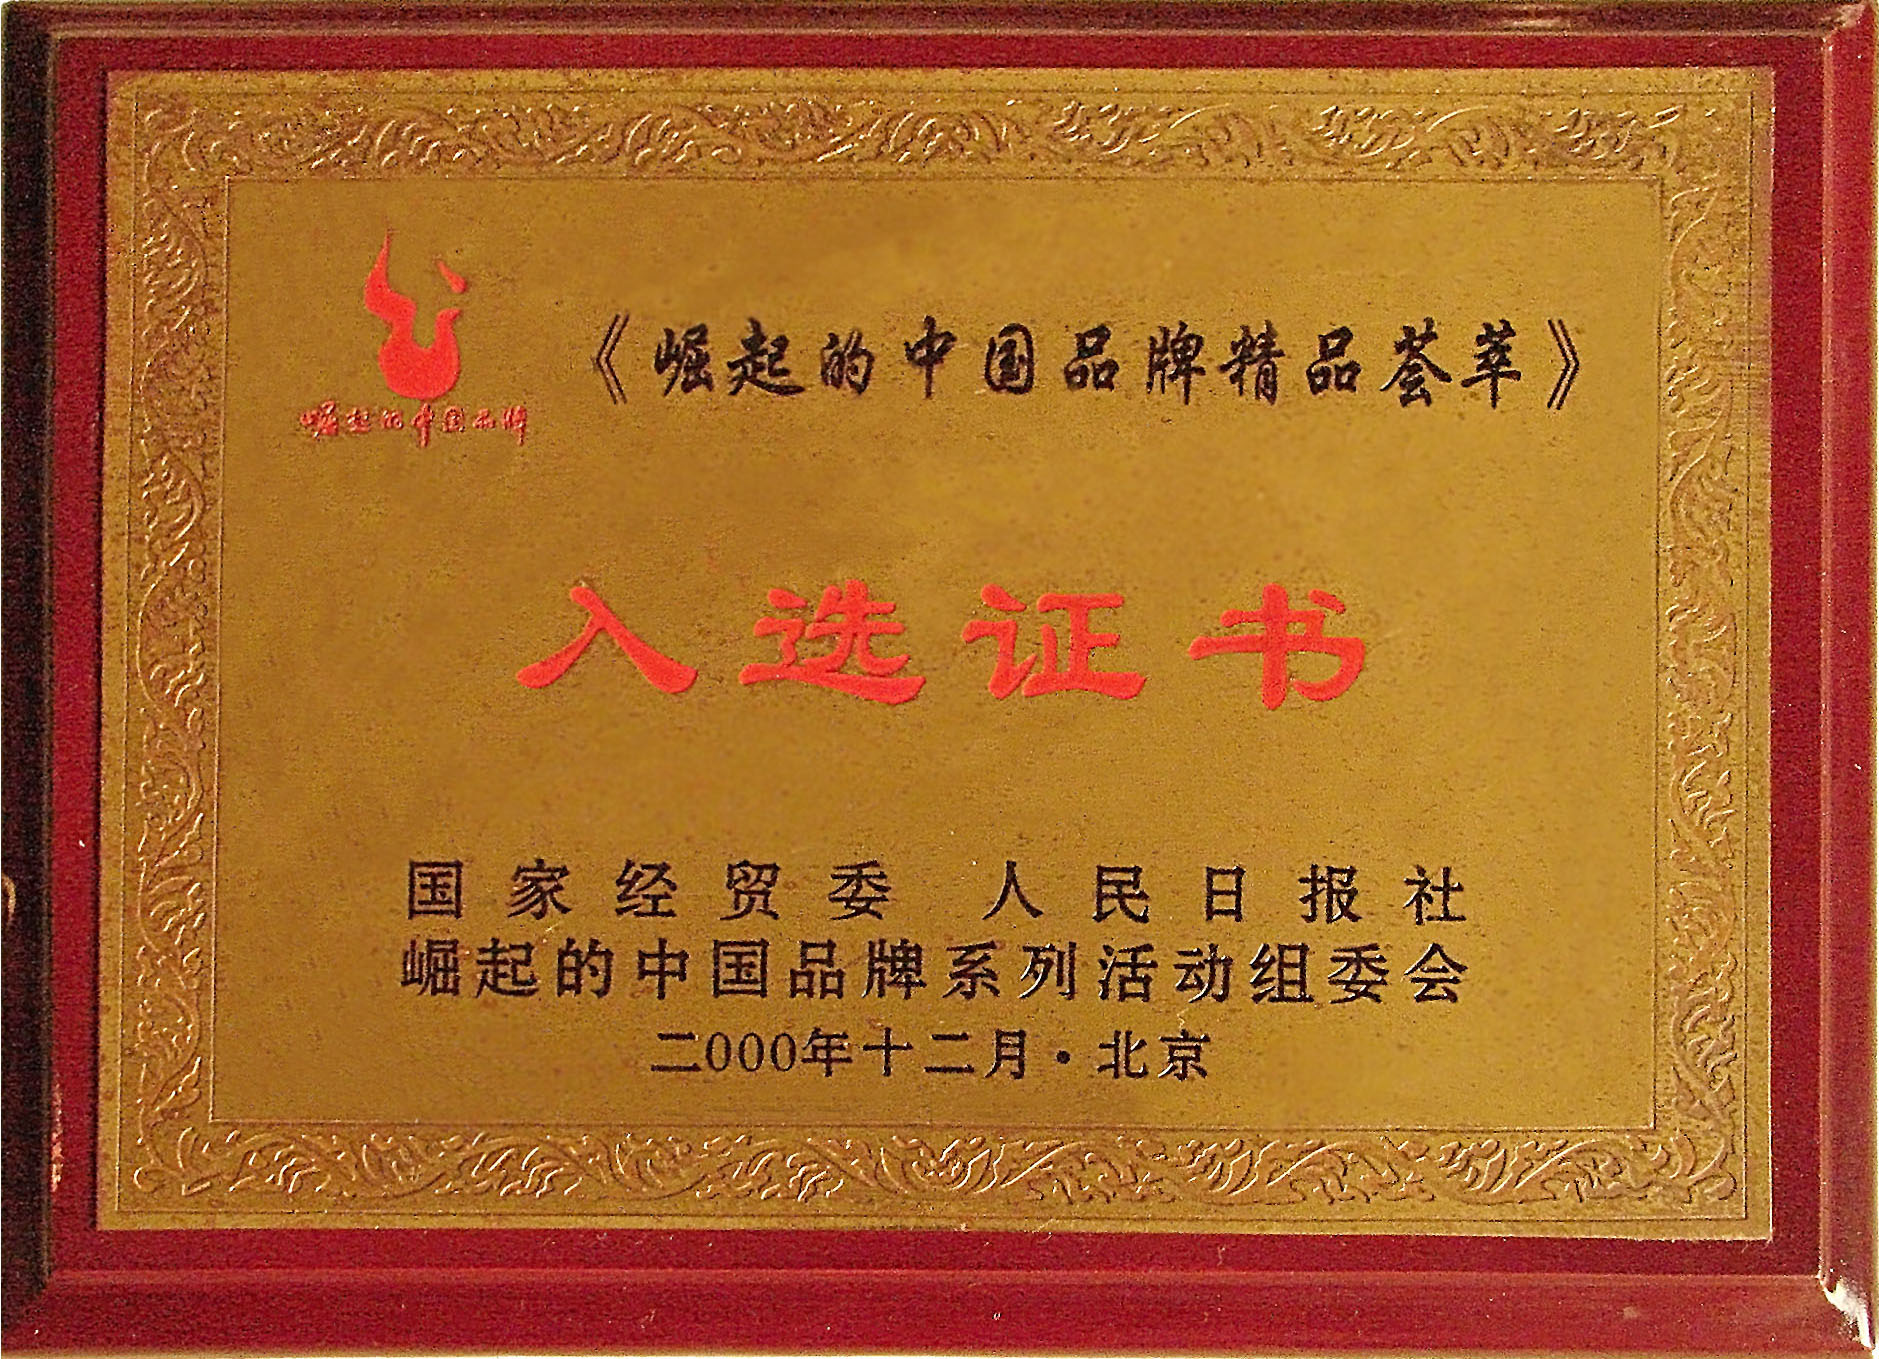 《崛起的中国品牌精品荟萃》
崛起的中国品牌
入选证书
国家经贸委 人民日报社
崛起的中国品牌系列活动组委会
二000年十二月·北京